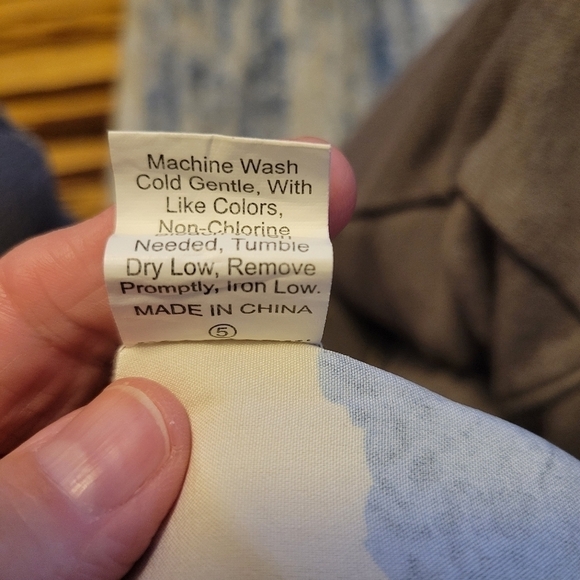 Machine Wash
Cold Gentle, With
Like Colors,
Non-Chlorine
Needed, Tumble
Dry Low, Remove
Promptly, Iron Low.
MADE IN CHINA
5